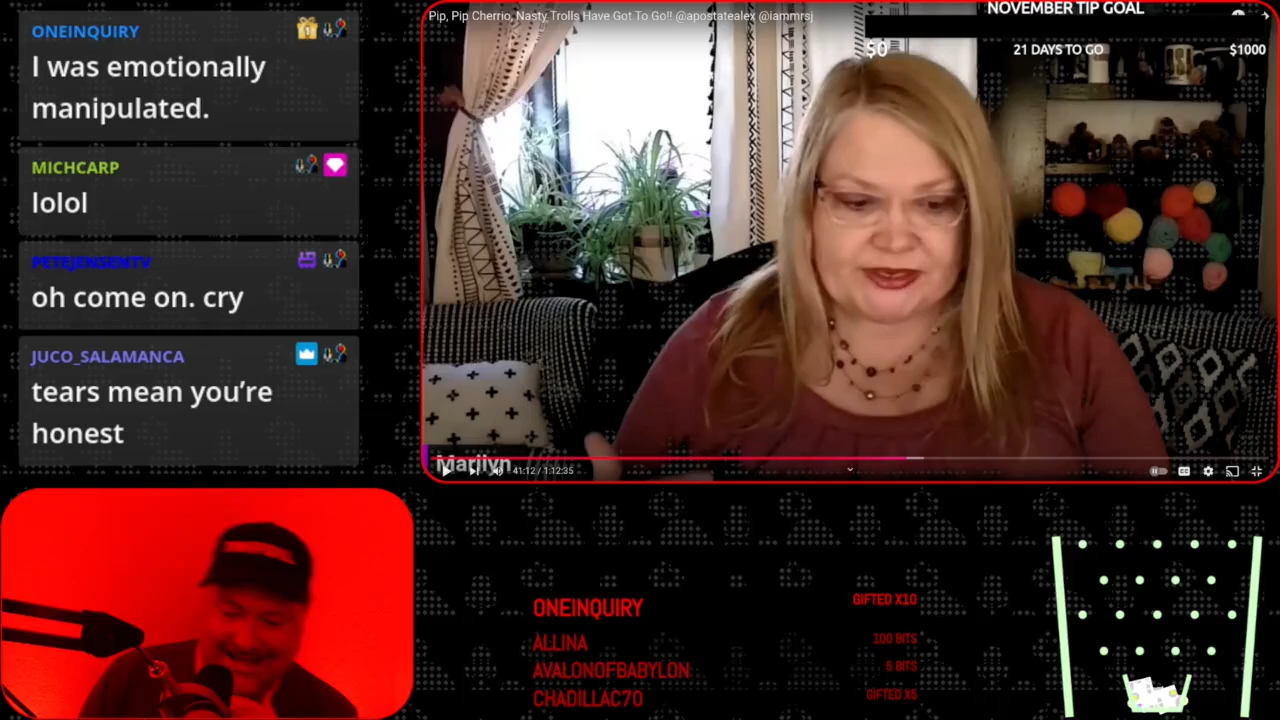 ONEINQUIRY
I was emotionally
manipulated.
MICHCARP
lolol
PETEJENSENTV
oh come on. cry
JUCO_SALAMANCA
tears mean you're
honest
Pip, Pip Cherrio, Nasty Trolls Have Got To Go!! @apostatealex @iammrsj
NOVEMBER TIP GOAL
$0 21 DAYS TO GO $1000
Marilyn
41:12 / 1:12:35
ONEINQUIRY GIFTED X10
ALLINA 100 BITS
AVALONOFBABYLON 5 BITS
CHADILLAC70 GIFTED X5